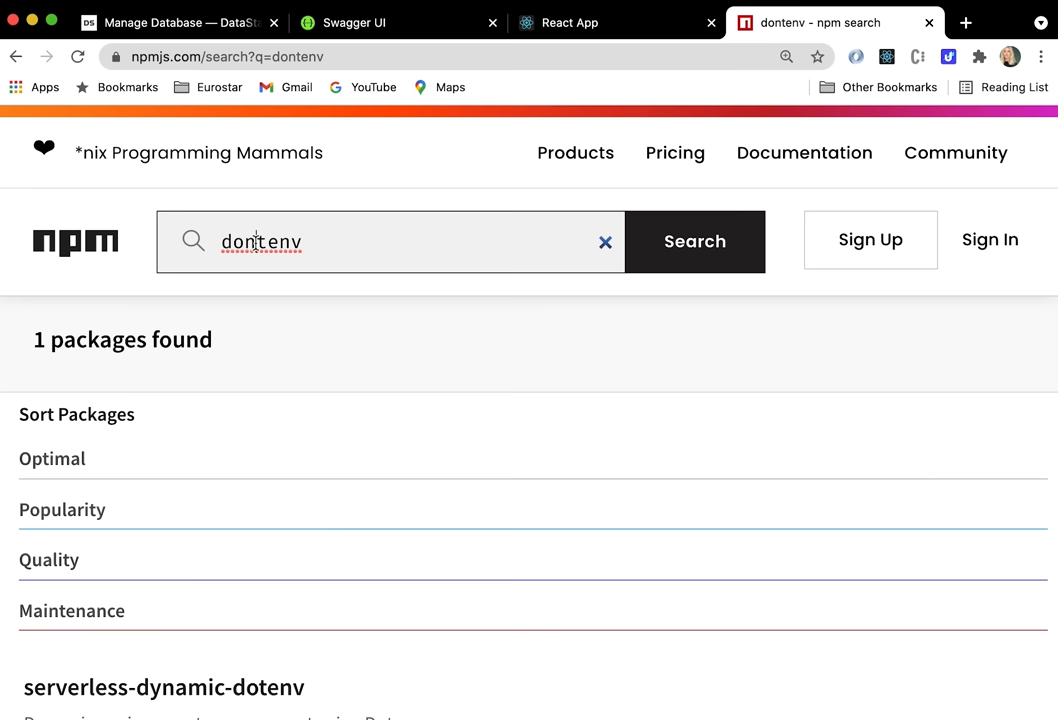 Manage Database — DataSta
Swagger UI
React App
dontenv - npm search
npmjs.com/search?q=dontenv
Apps
Bookmarks
Eurostar
Gmail
YouTube
Maps
Other Bookmarks
Reading List
*nix Programming Mammals
Products
Pricing
Documentation
Community
npm
dontenv
Search
Sign Up
Sign In
1 packages found
Sort Packages
Optimal
Popularity
Quality
Maintenance
serverless-dynamic-dotenv